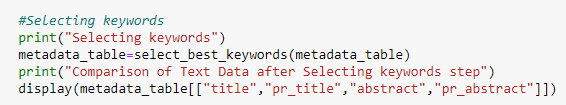 #Selecting keywords
print("Selecting keywords")
metadata_table=select_best_keywords(metadata_table)
print("Comparison of Text Data after Selecting keywords step")
display(metadata_table[["title","pr_title","abstract","pr_abstract"]])